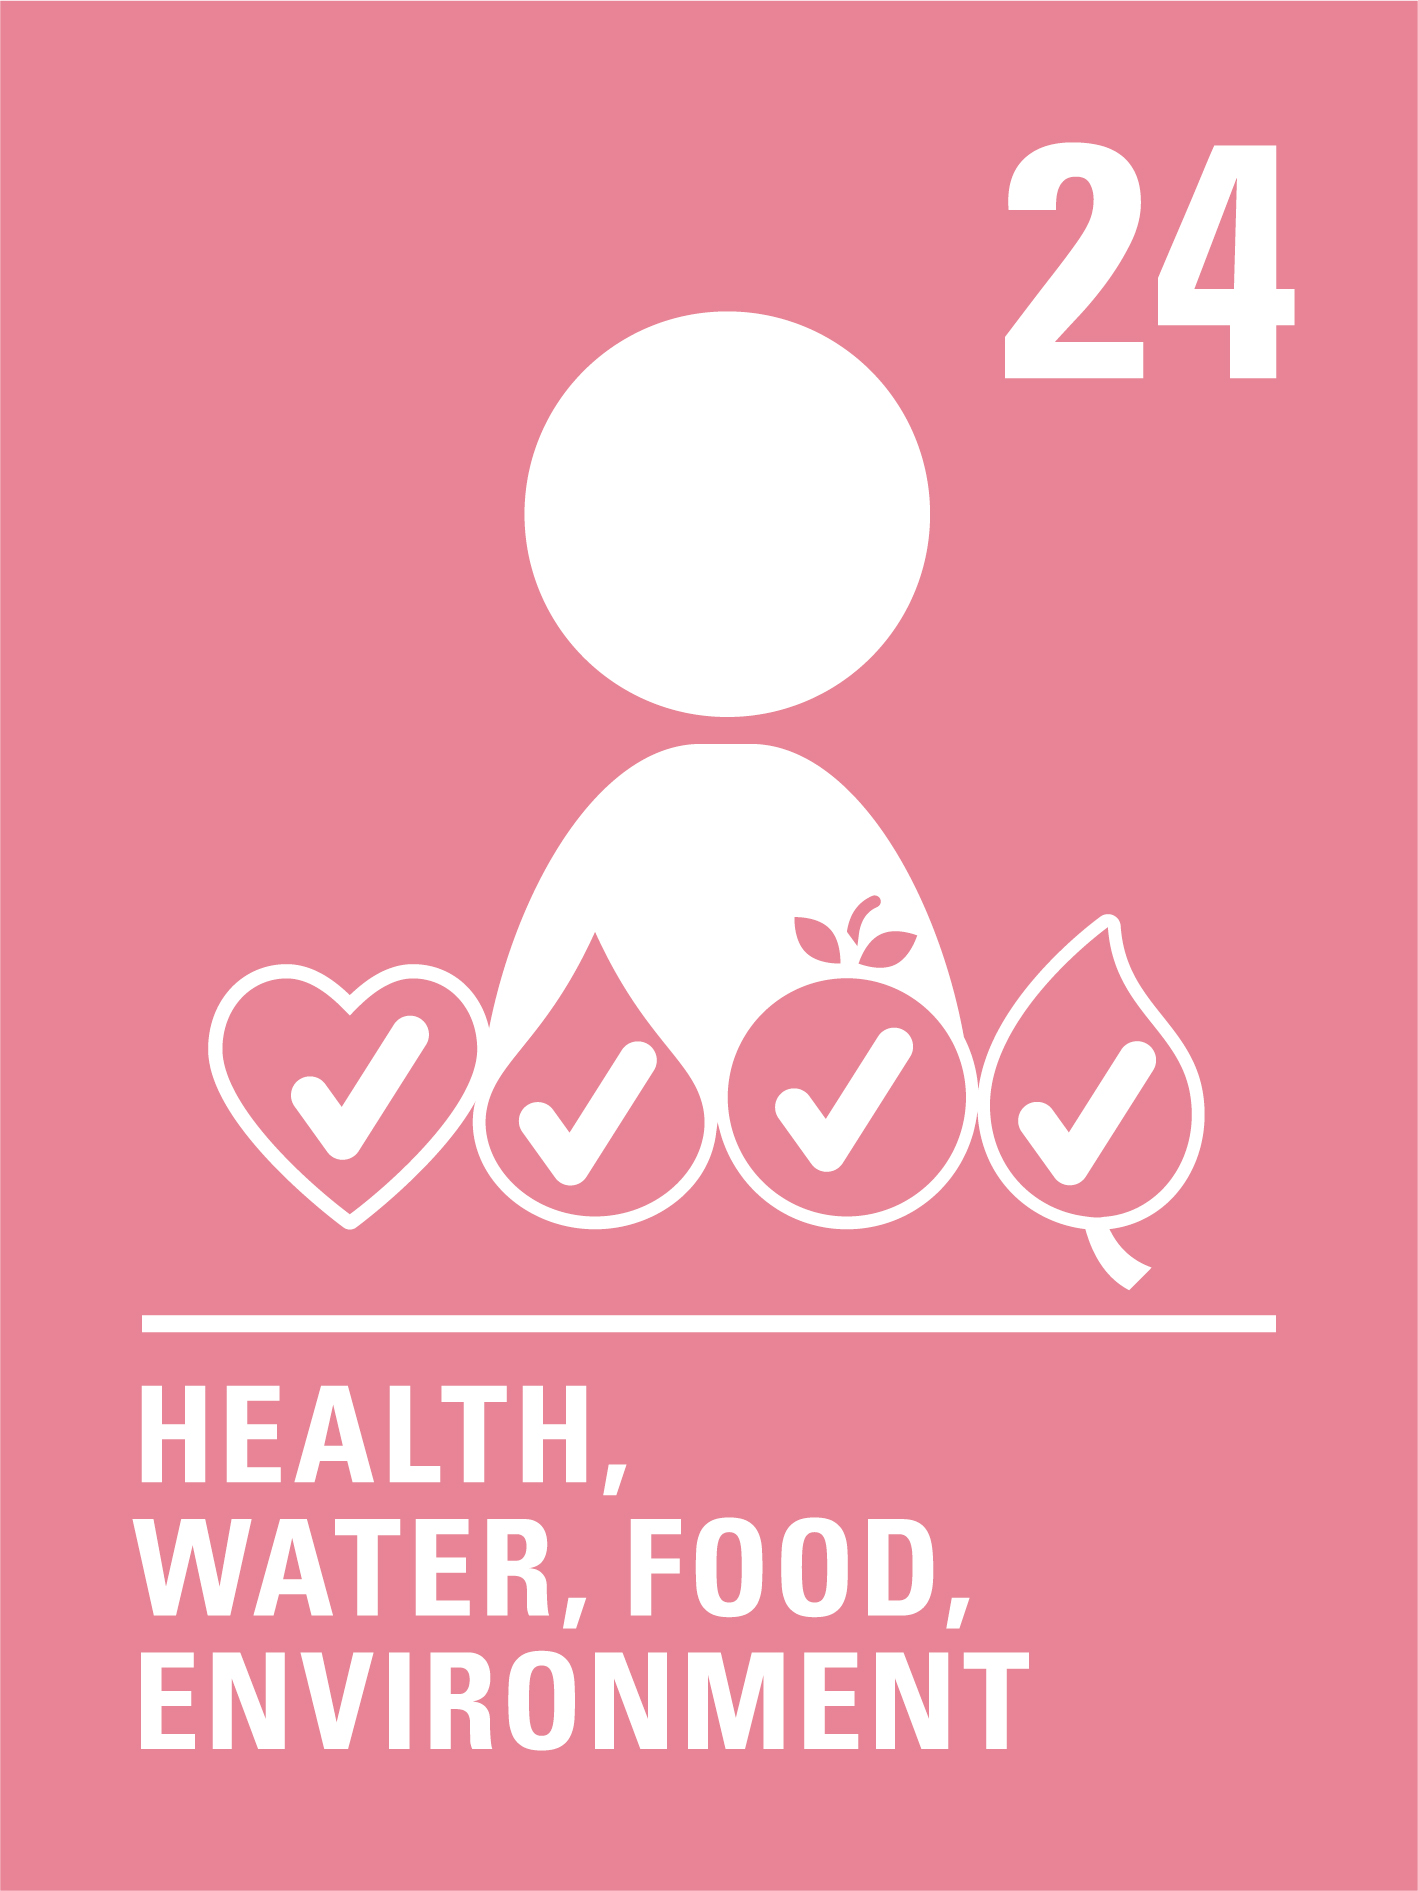 24
HEALTH,
WATER, FOOD,
ENVIRONMENT